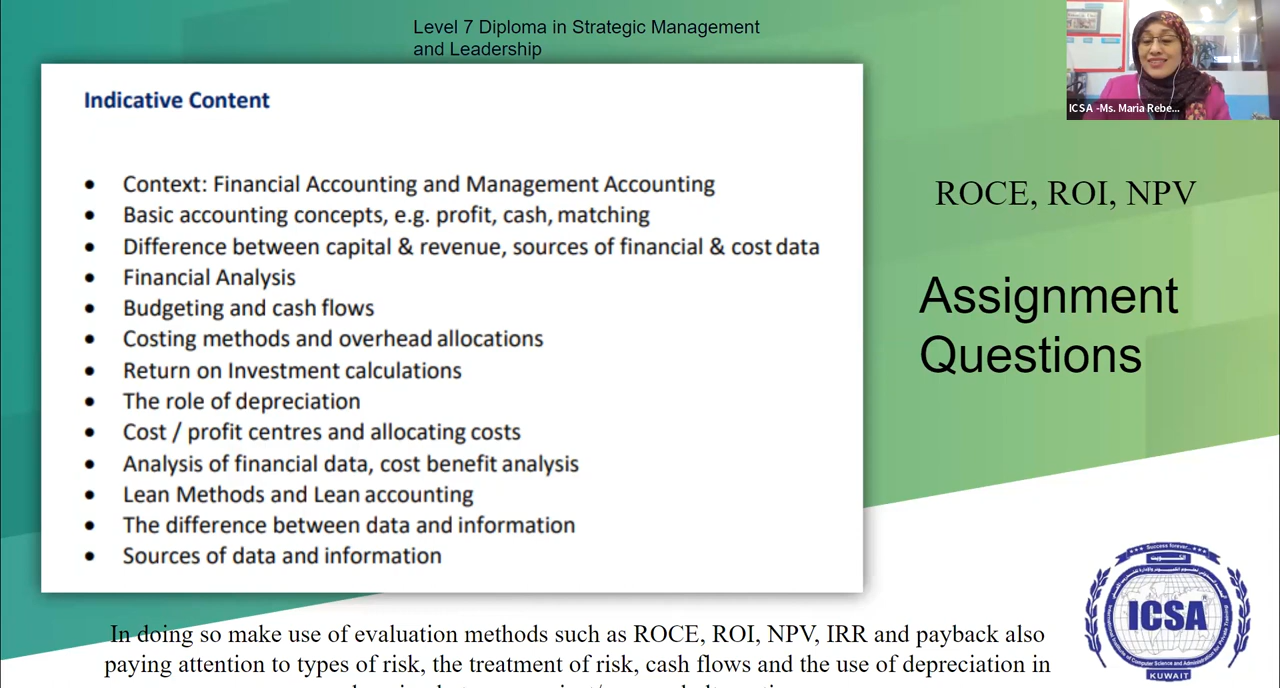 Level 7 Diploma in Strategic Management
and Leadership
Indicative Content
• Context: Financial Accounting and Management Accounting
• Basic accounting concepts, e.g. profit, cash, matching
• Difference between capital & revenue, sources of financial & cost data
• Financial Analysis
• Budgeting and cash flows
• Costing methods and overhead allocations
• Return on Investment calculations
• The role of depreciation
• Cost / profit centres and allocating costs
• Analysis of financial data, cost benefit analysis
• Lean Methods and Lean accounting
• The difference between data and information
• Sources of data and information
ICSA -Ms. Maria Rebe...
ROCE, ROI, NPV
Assignment
Questions
In doing so make use of evaluation methods such as ROCE, ROI, NPV, IRR and payback also
paying attention to types of risk, the treatment of risk, cash flows and the use of depreciation in
Success forever..
الكويت
ICSA
KUWAIT